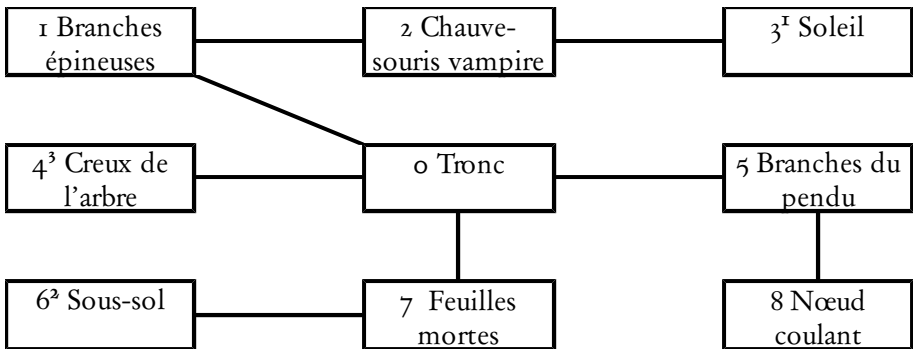 1 Branches
épineuses
2 Chauve-
souris vampire
3¹ Soleil
4³ Creux de
l’arbre
0 Tronc
5 Branches du
pendu
6² Sous-sol
7 Feuilles
mortes
8 Nœud
coulant